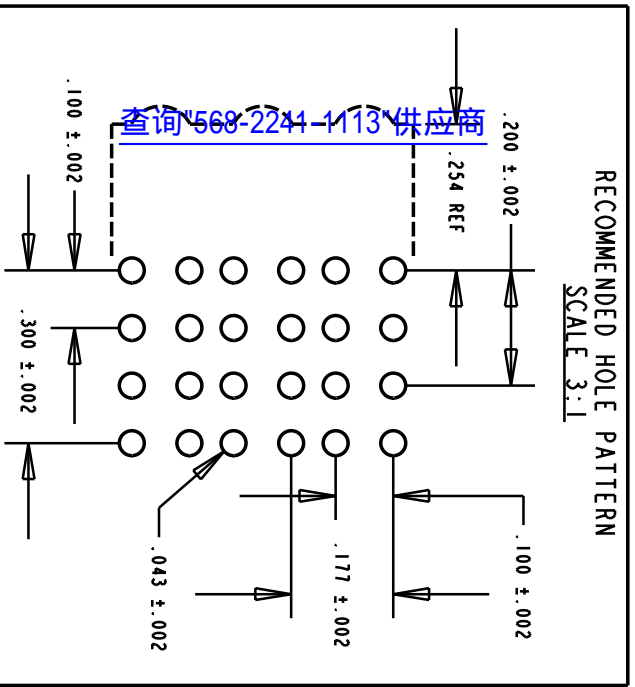 RECOMMENDED HOLE PATTERN
SCALE 3:1
查询"568-2241-1113"供应商
.200 ±.002
.254 REF
.100 ±.002
.300 ±.002
.100 ±.002
.177 ±.002
.043 ±.002